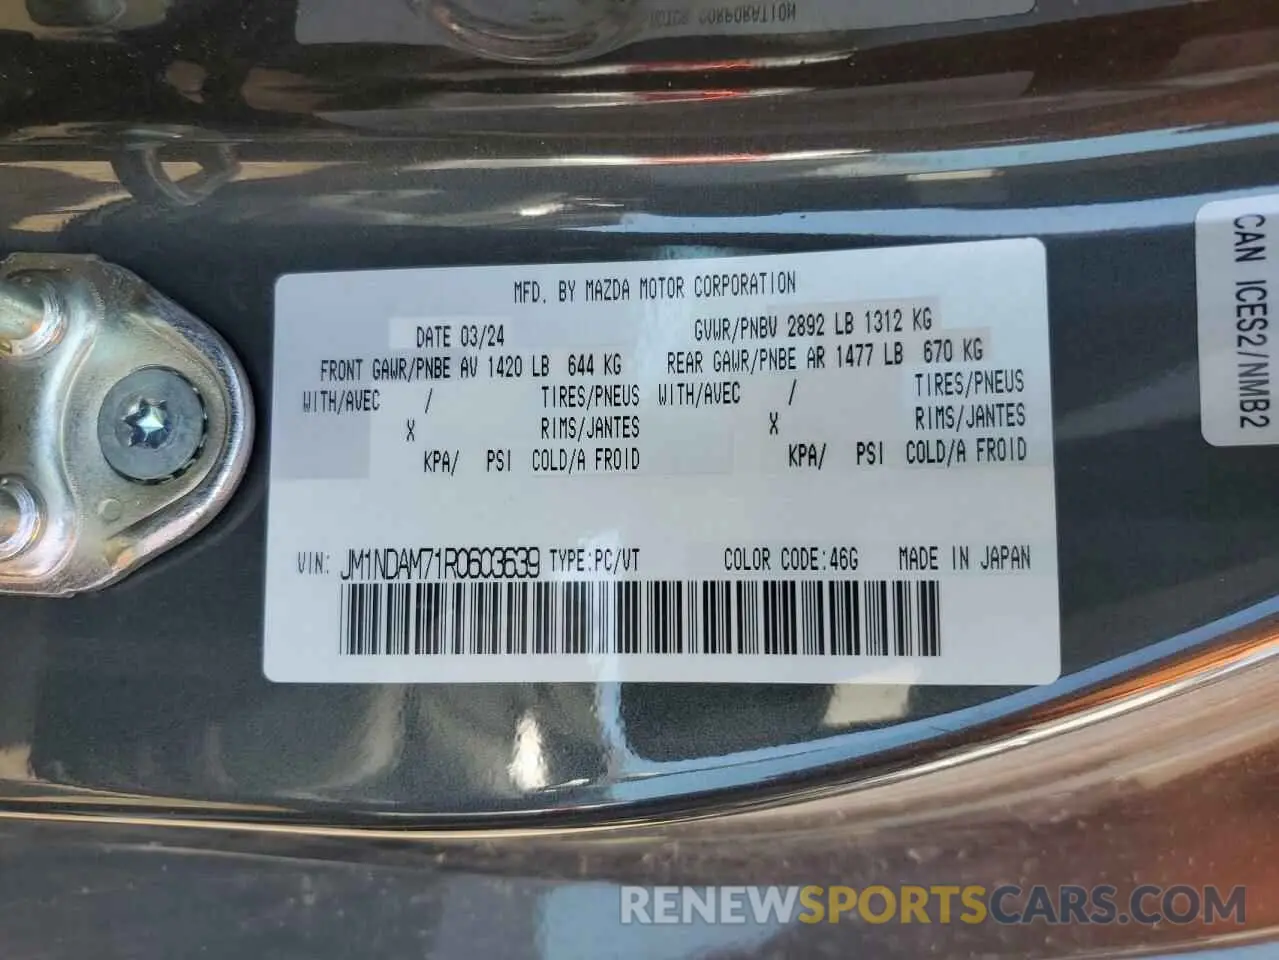 MOTOR CORPORATION
MFD. BY MAZDA MOTOR CORPORATION
DATE 03/24 GVWR/PNBV 2892 LB 1312 KG
FRONT GAWR/PNBE AV 1420 LB 644 KG REAR GAWR/PNBE AR 1477 LB 670 KG
WITH/AVEC / TIRES/PNEUS WITH/AVEC / TIRES/PNEUS
X RIMS/JANTES X RIMS/JANTES
KPA/ PSI COLD/A FROID KPA/ PSI COLD/A FROID
VIN: JM1NDAM71R0603639 TYPE:PC/VT COLOR CODE:46G MADE IN JAPAN
CAN ICES2/NMB2
RENEWSPORTSCARS.COM